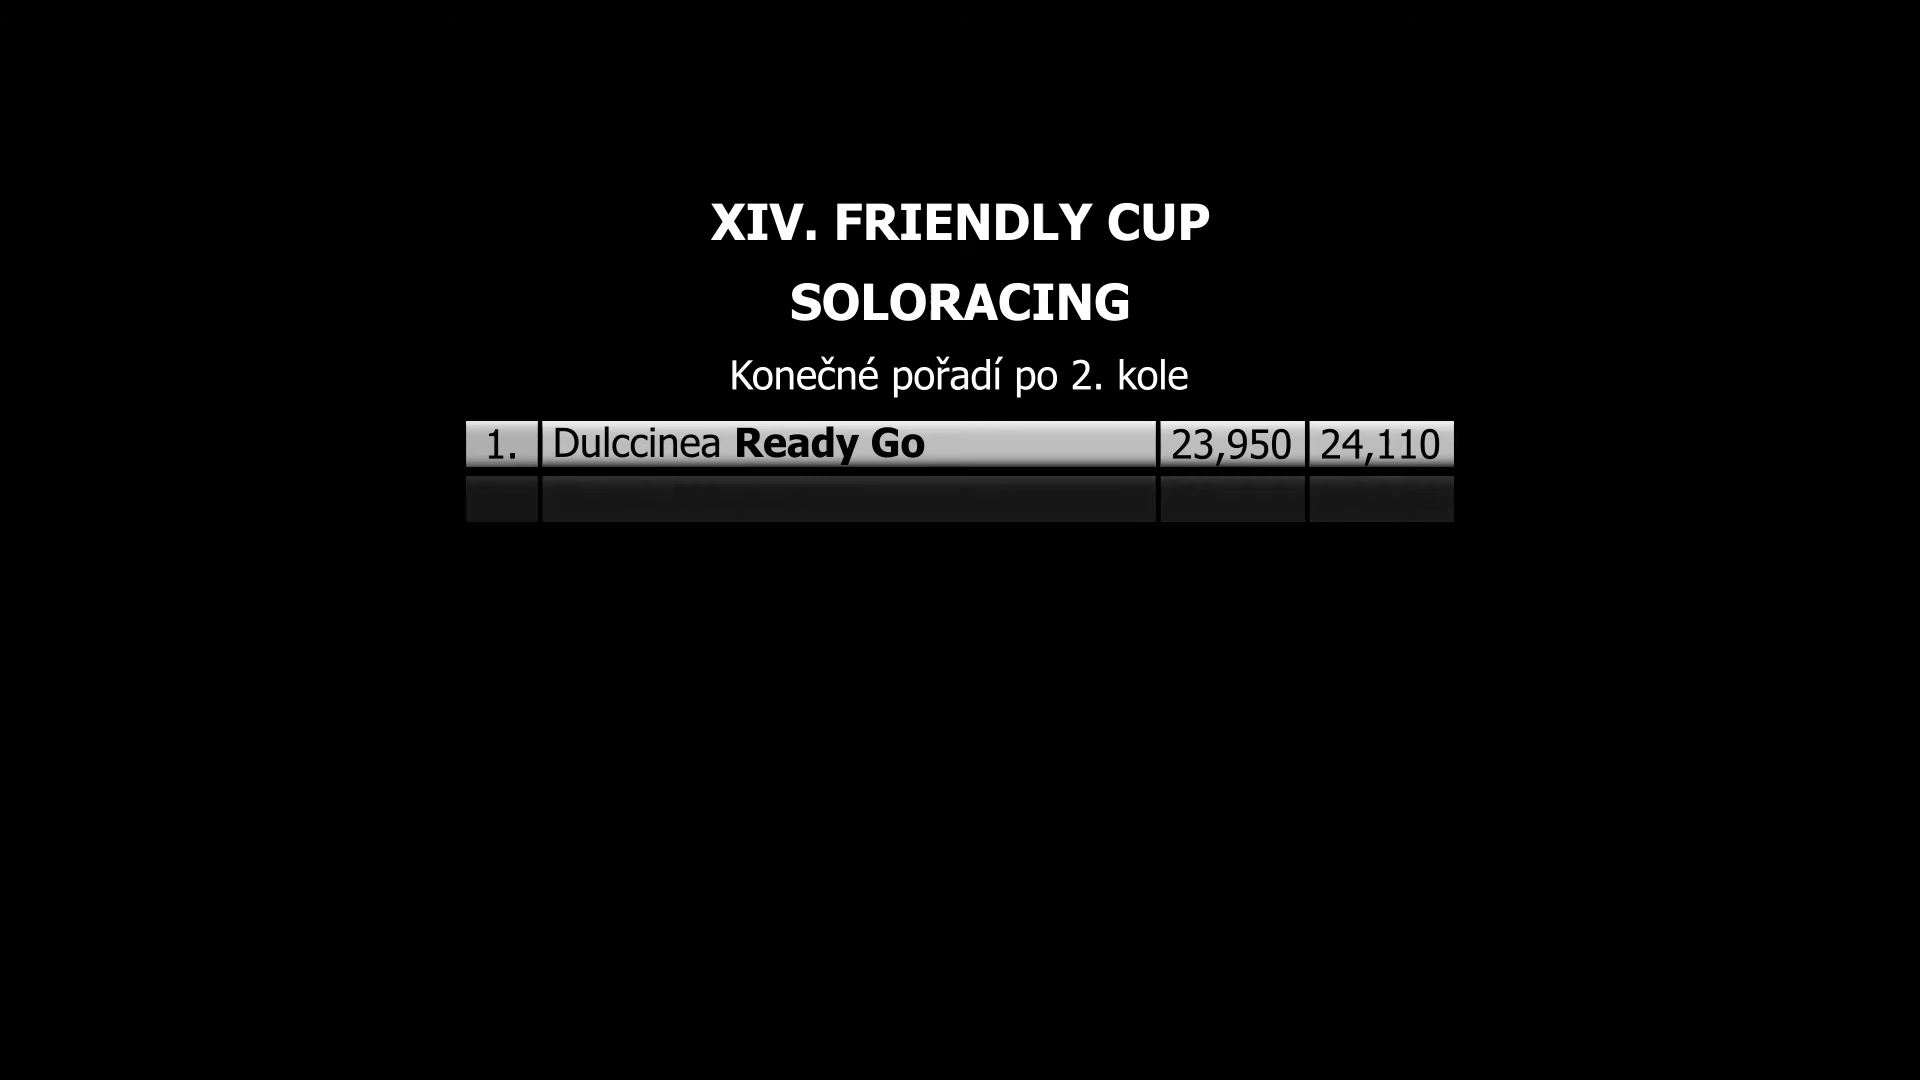 XIV. FRIENDLY CUP
SOLORACING
Konečné pořadí po 2. kole
1. Dulccinea Ready Go 23,950 24,110